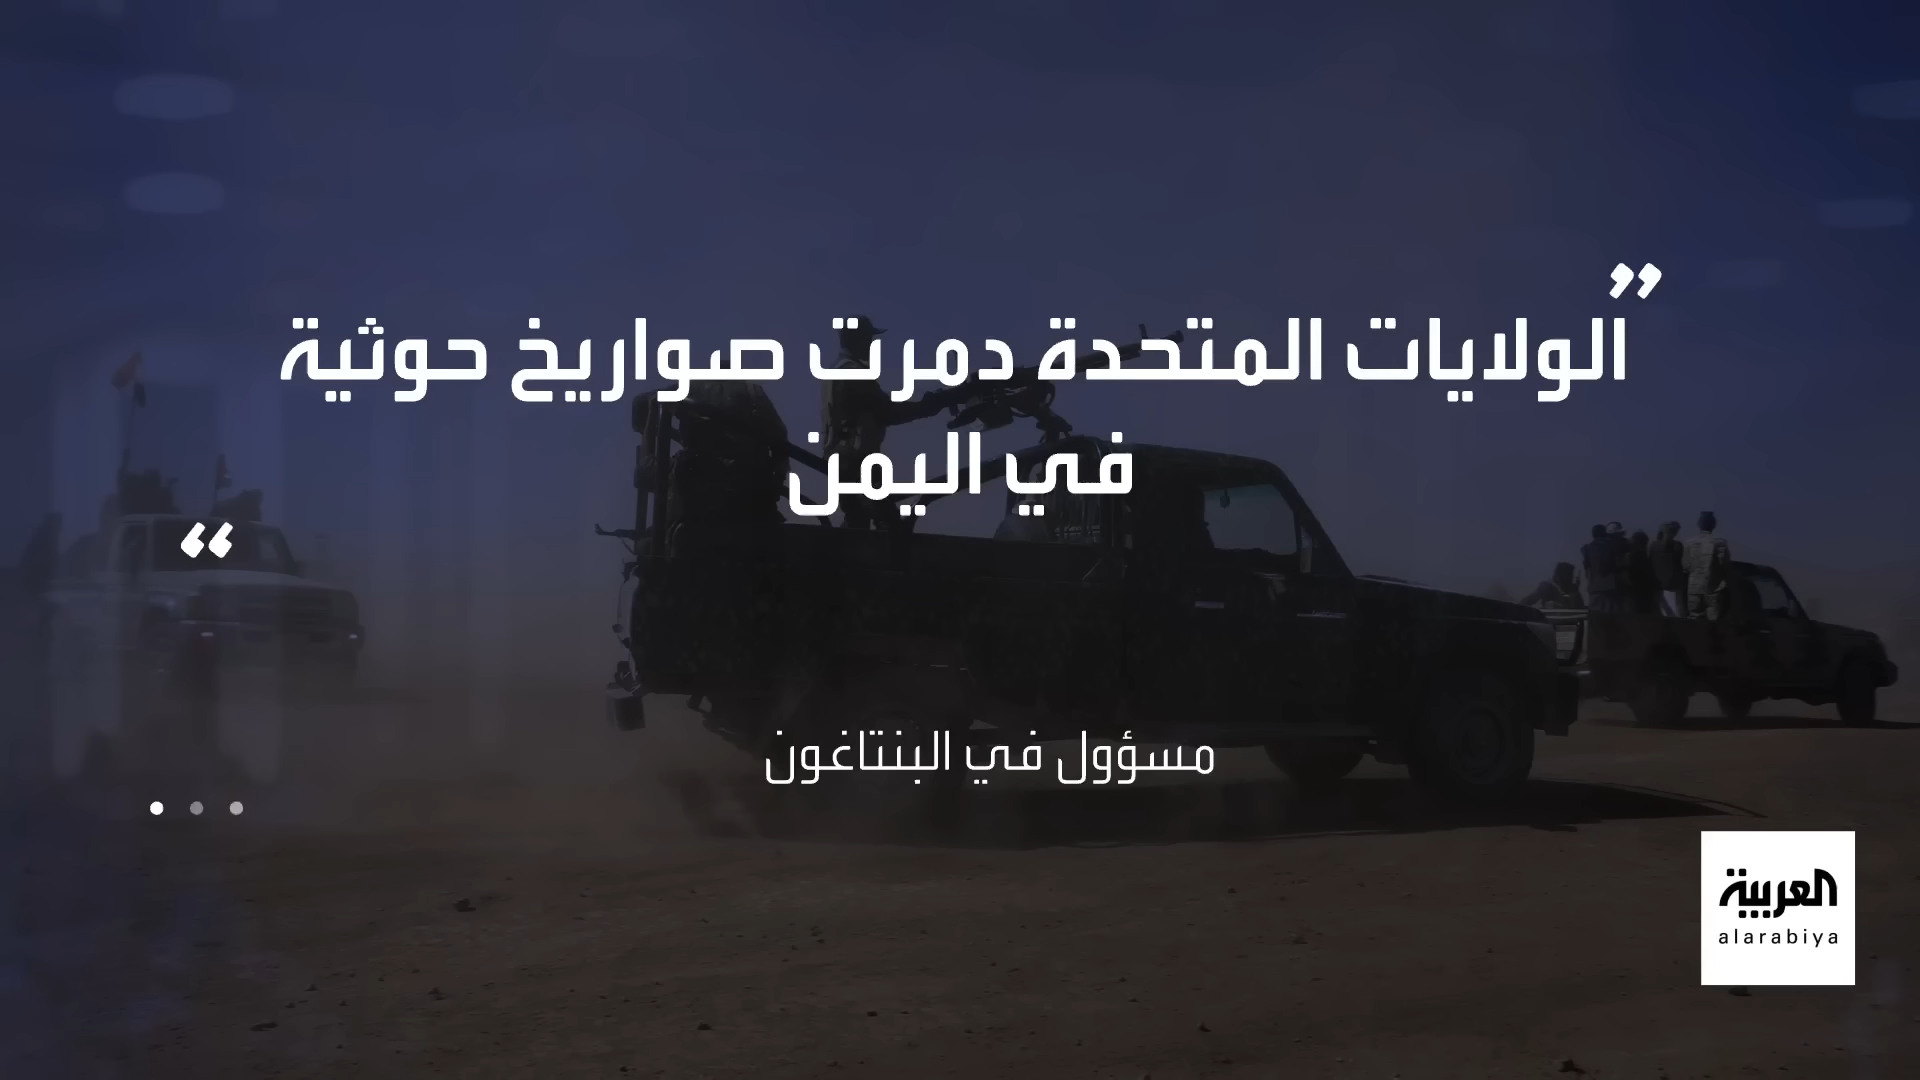 ”الولايات المتحدة دمرت صواريخ حوثية
في اليمن“
مسؤول في البنتاغون
العربية
alarabiya